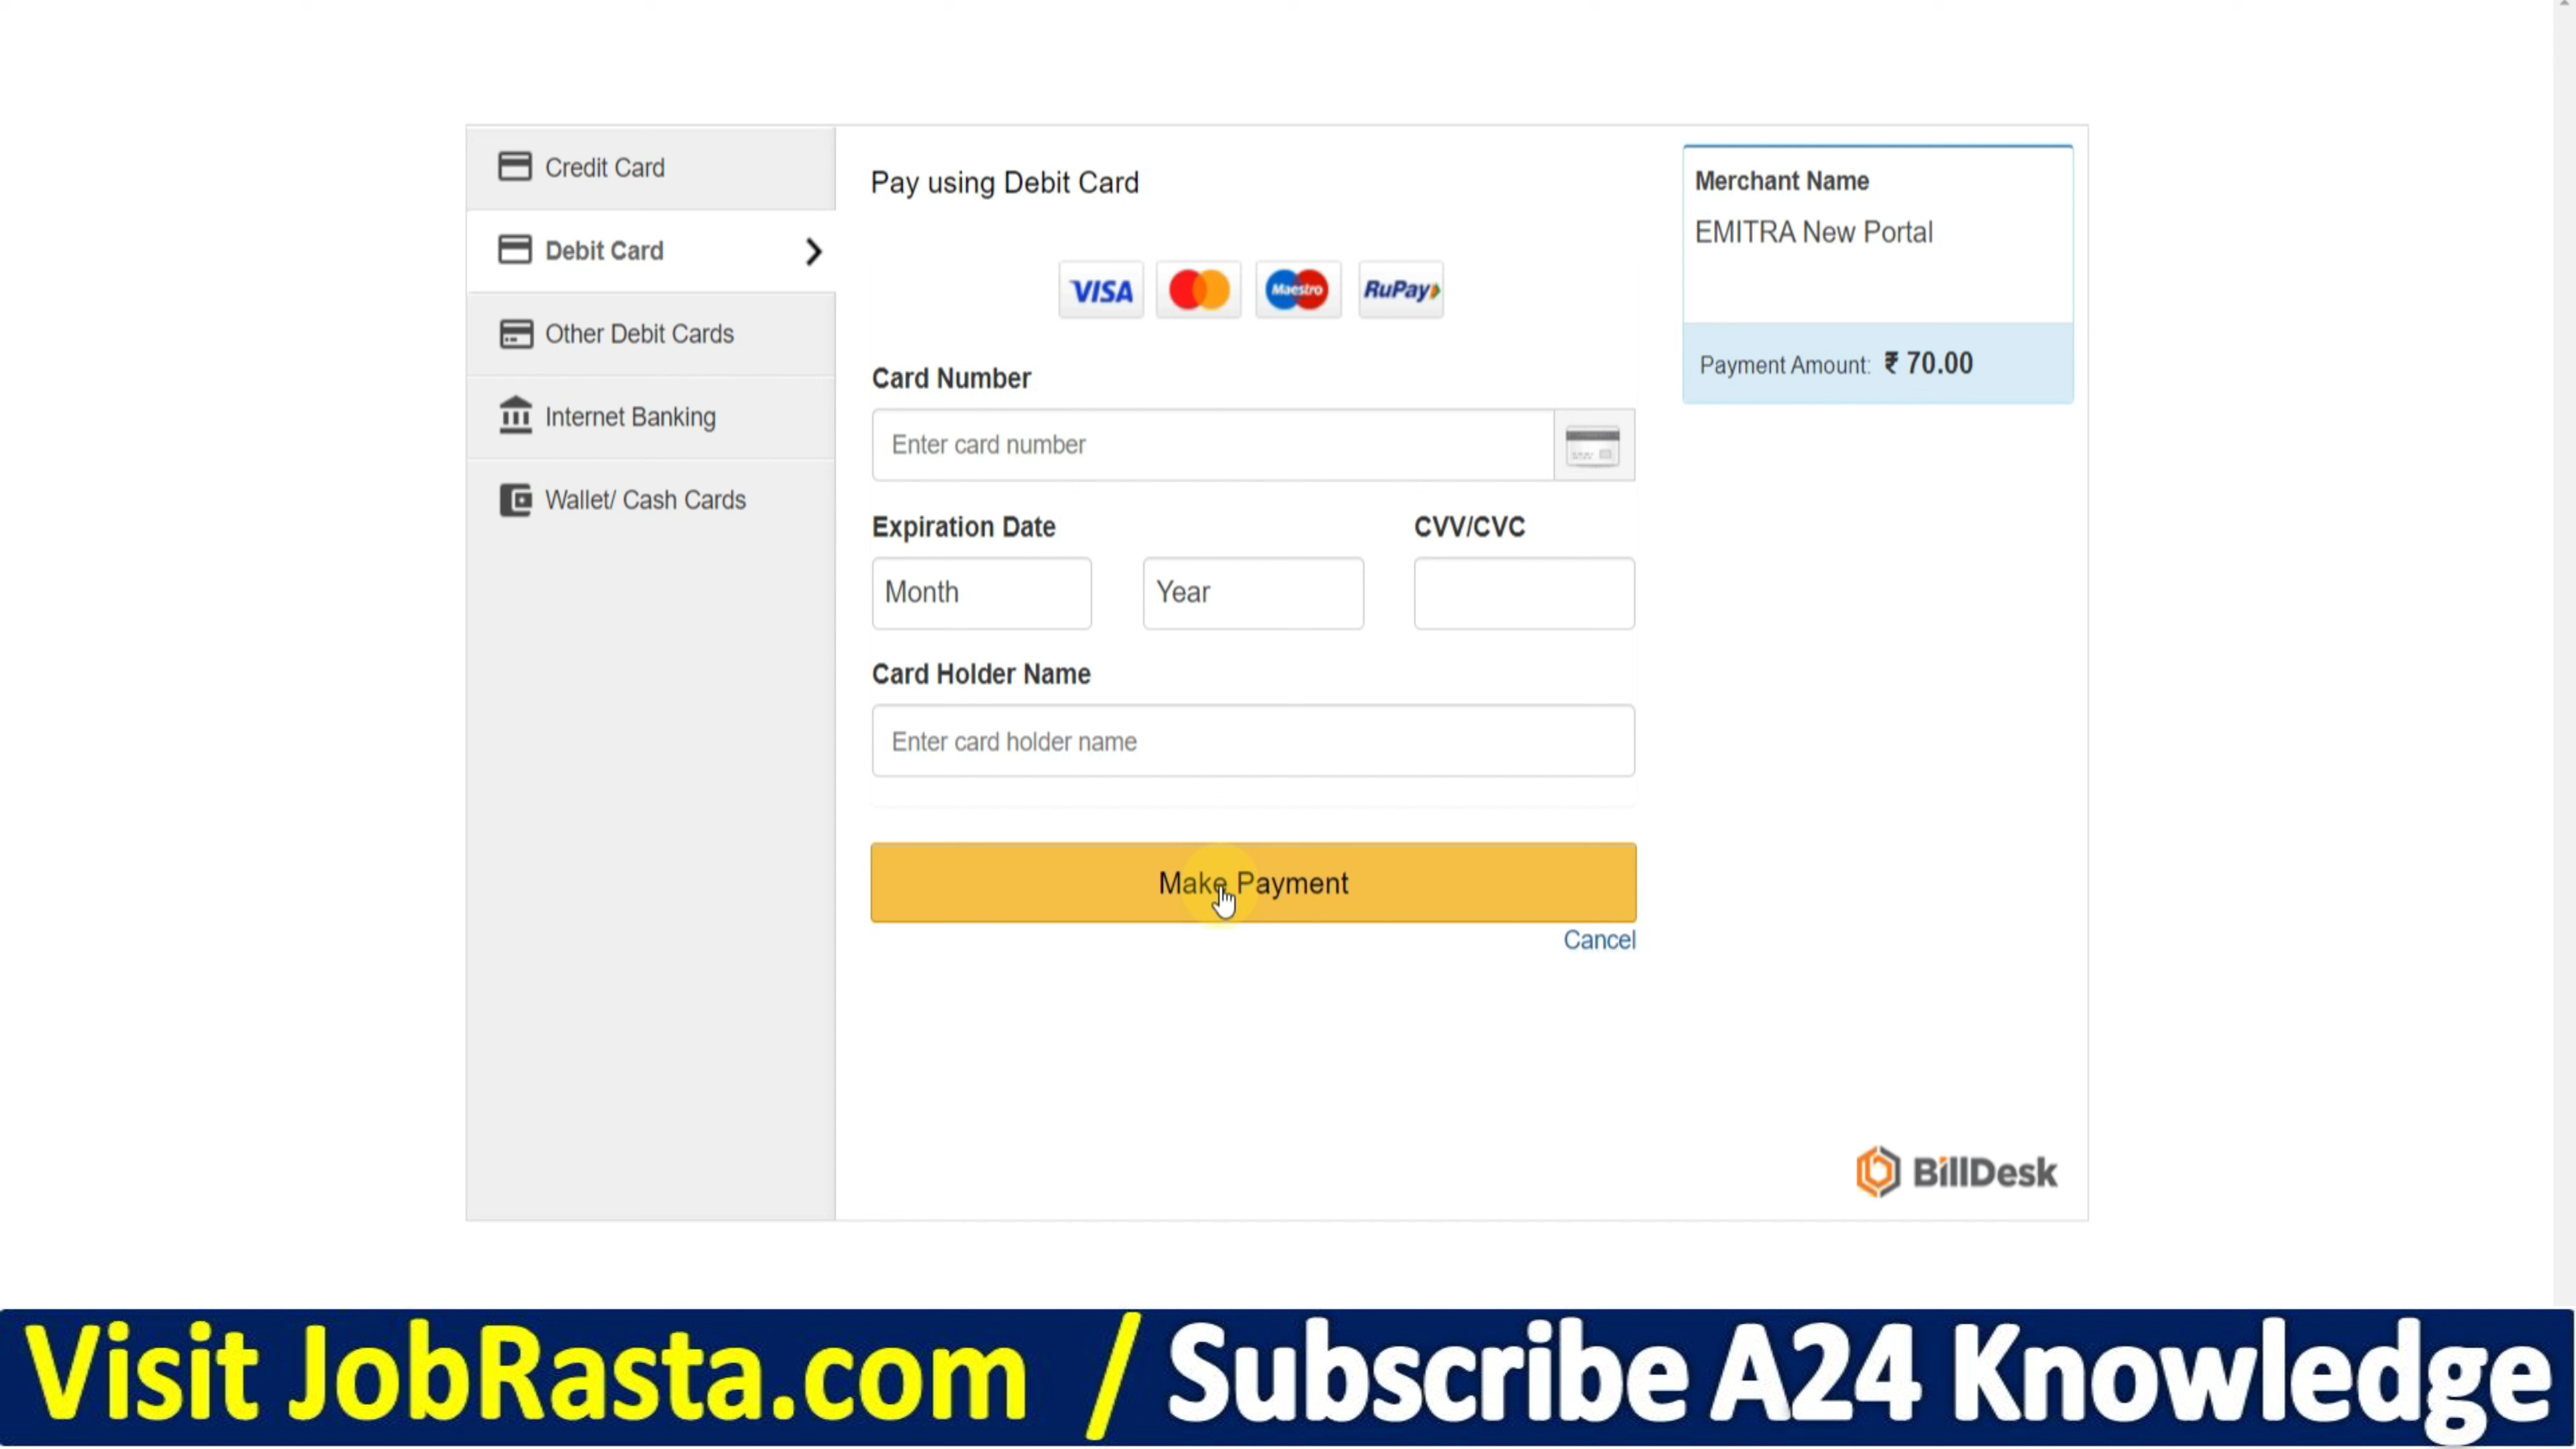 Credit Card
Debit Card
Other Debit Cards
Internet Banking
Wallet/ Cash Cards
Pay using Debit Card
VISA
Maestro
RuPay
Card Number
Enter card number
Expiration Date
CVV/CVC
Month
Year
Card Holder Name
Enter card holder name
Make Payment
Cancel
Merchant Name
EMITRA New Portal
Payment Amount: ₹ 70.00
BillDesk
Visit JobRasta.com / Subscribe A24 Knowledge